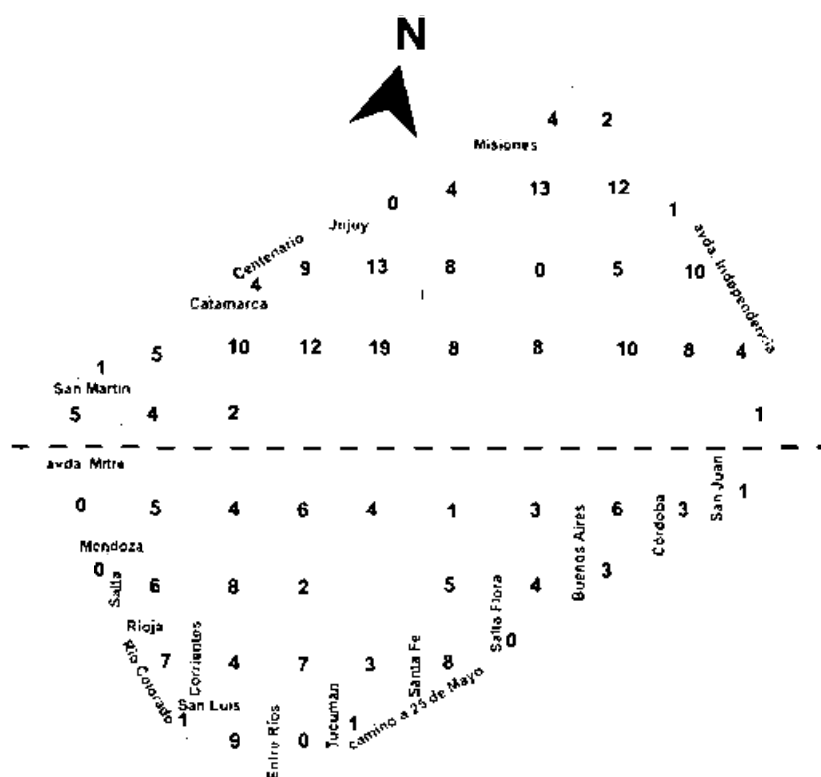 N
4 2
Misiones
0 4 13 12 1
Jujuy
Centenario
avda. Independencia
4 9 13 8 0 5 10
Catamarca
1 5 10 12 19 8 8 10 8 4
San Martin
5 4 2 1
avda Mitre
0 5 4 6 4 1 3 6 3 1
San Juan
Córdoba
Buenos Aires
Mendoza
0 6 8 2 5 4 3
Salta
Salta Flora
Rioja
7 4 7 3 8 0
Río Colorado
Corrientes
Santa Fe
San Luis
1 9 0 1
Entre Ríos
Tucumán
camino a 25 de Mayo